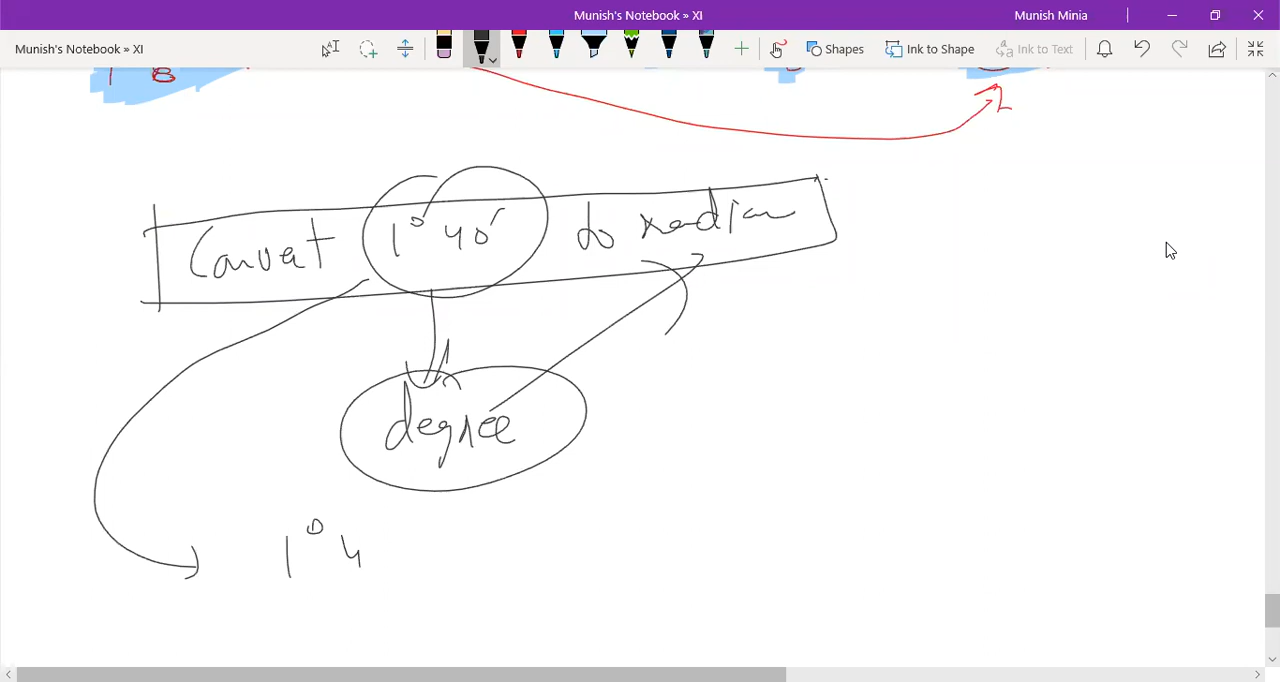 Munish's Notebook » XI
Munish Minia
Munish's Notebook » XI
Shapes
Ink to Shape
Ink to Text
8
Convert 1° 40' to radian
degree
1° 4